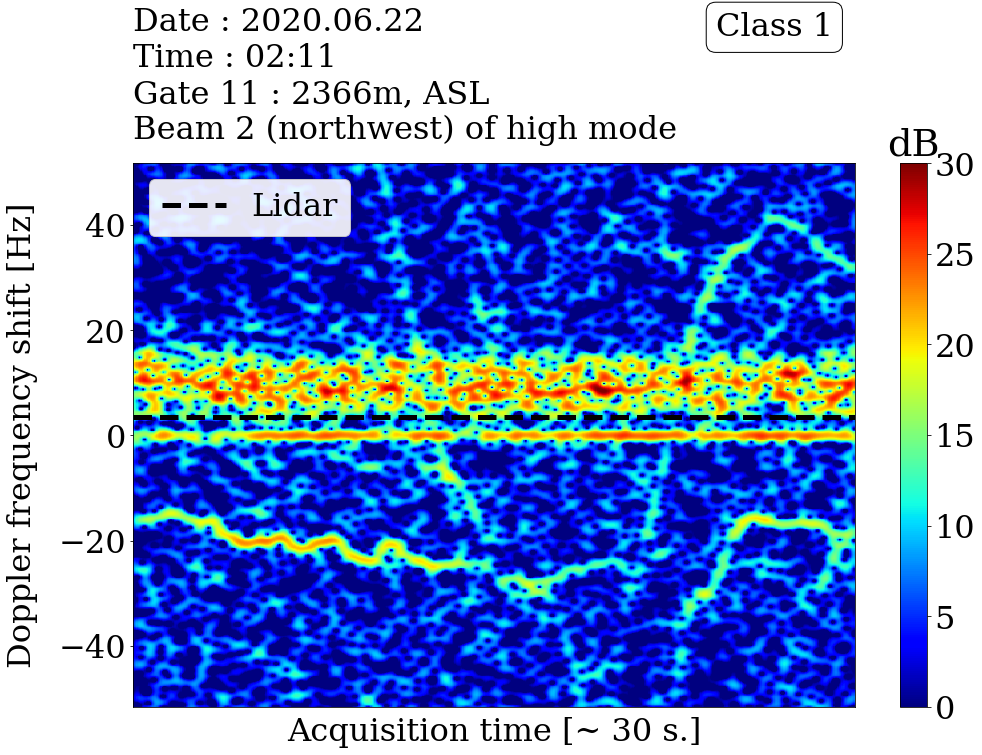 Date : 2020.06.22
Time : 02:11
Gate 11 : 2366m, ASL
Beam 2 (northwest) of high mode
Class 1
dB
Lidar
Doppler frequency shift [Hz]
40
20
0
−20
−40
Acquisition time [~ 30 s.]
30
25
20
15
10
5
0